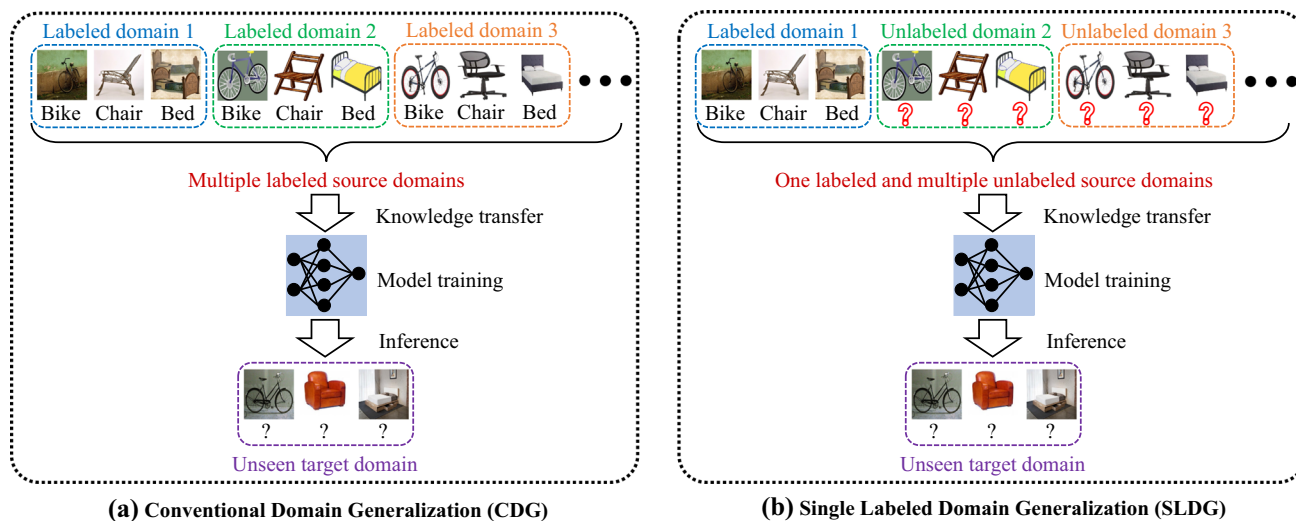 Labeled domain 1 Labeled domain 2 Labeled domain 3
Bike Chair Bed Bike Chair Bed Bike Chair Bed
Multiple labeled source domains
Knowledge transfer
Model training
Inference
? ? ?
Unseen target domain
(a) Conventional Domain Generalization (CDG)
Labeled domain 1 Unlabeled domain 2 Unlabeled domain 3
Bike Chair Bed ? ? ? ? ? ?
One labeled and multiple unlabeled source domains
Knowledge transfer
Model training
Inference
? ? ?
Unseen target domain
(b) Single Labeled Domain Generalization (SLDG)